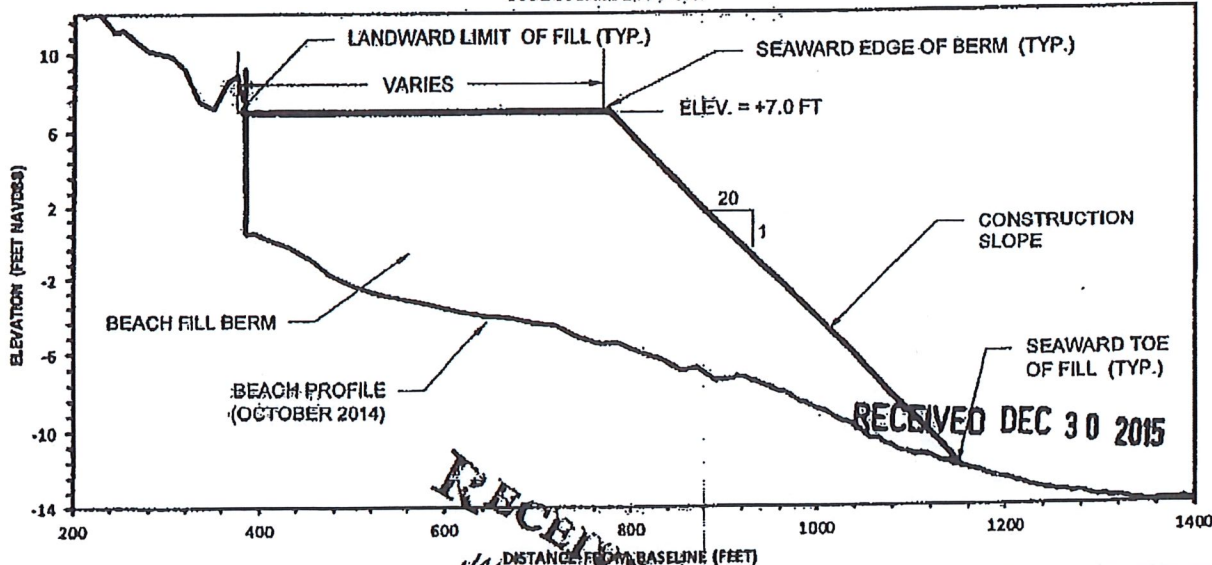 LANDWARD LIMIT OF FILL (TYP.)
SEAWARD EDGE OF BERM (TYP.)
VARIES
ELEV. = +7.0 FT
20
1
CONSTRUCTION
SLOPE
BEACH FILL BERM
BEACH PROFILE
(OCTOBER 2014)
SEAWARD TOE
OF FILL (TYP.)
RECEIVED DEC 30 2015
RECEIV
ELEVATION (FEET NAVD88)
10
6
2
-2
-6
-10
-14
200
400
600
800
1000
1200
1400
DISTANCE FROM BASELINE (FEET)